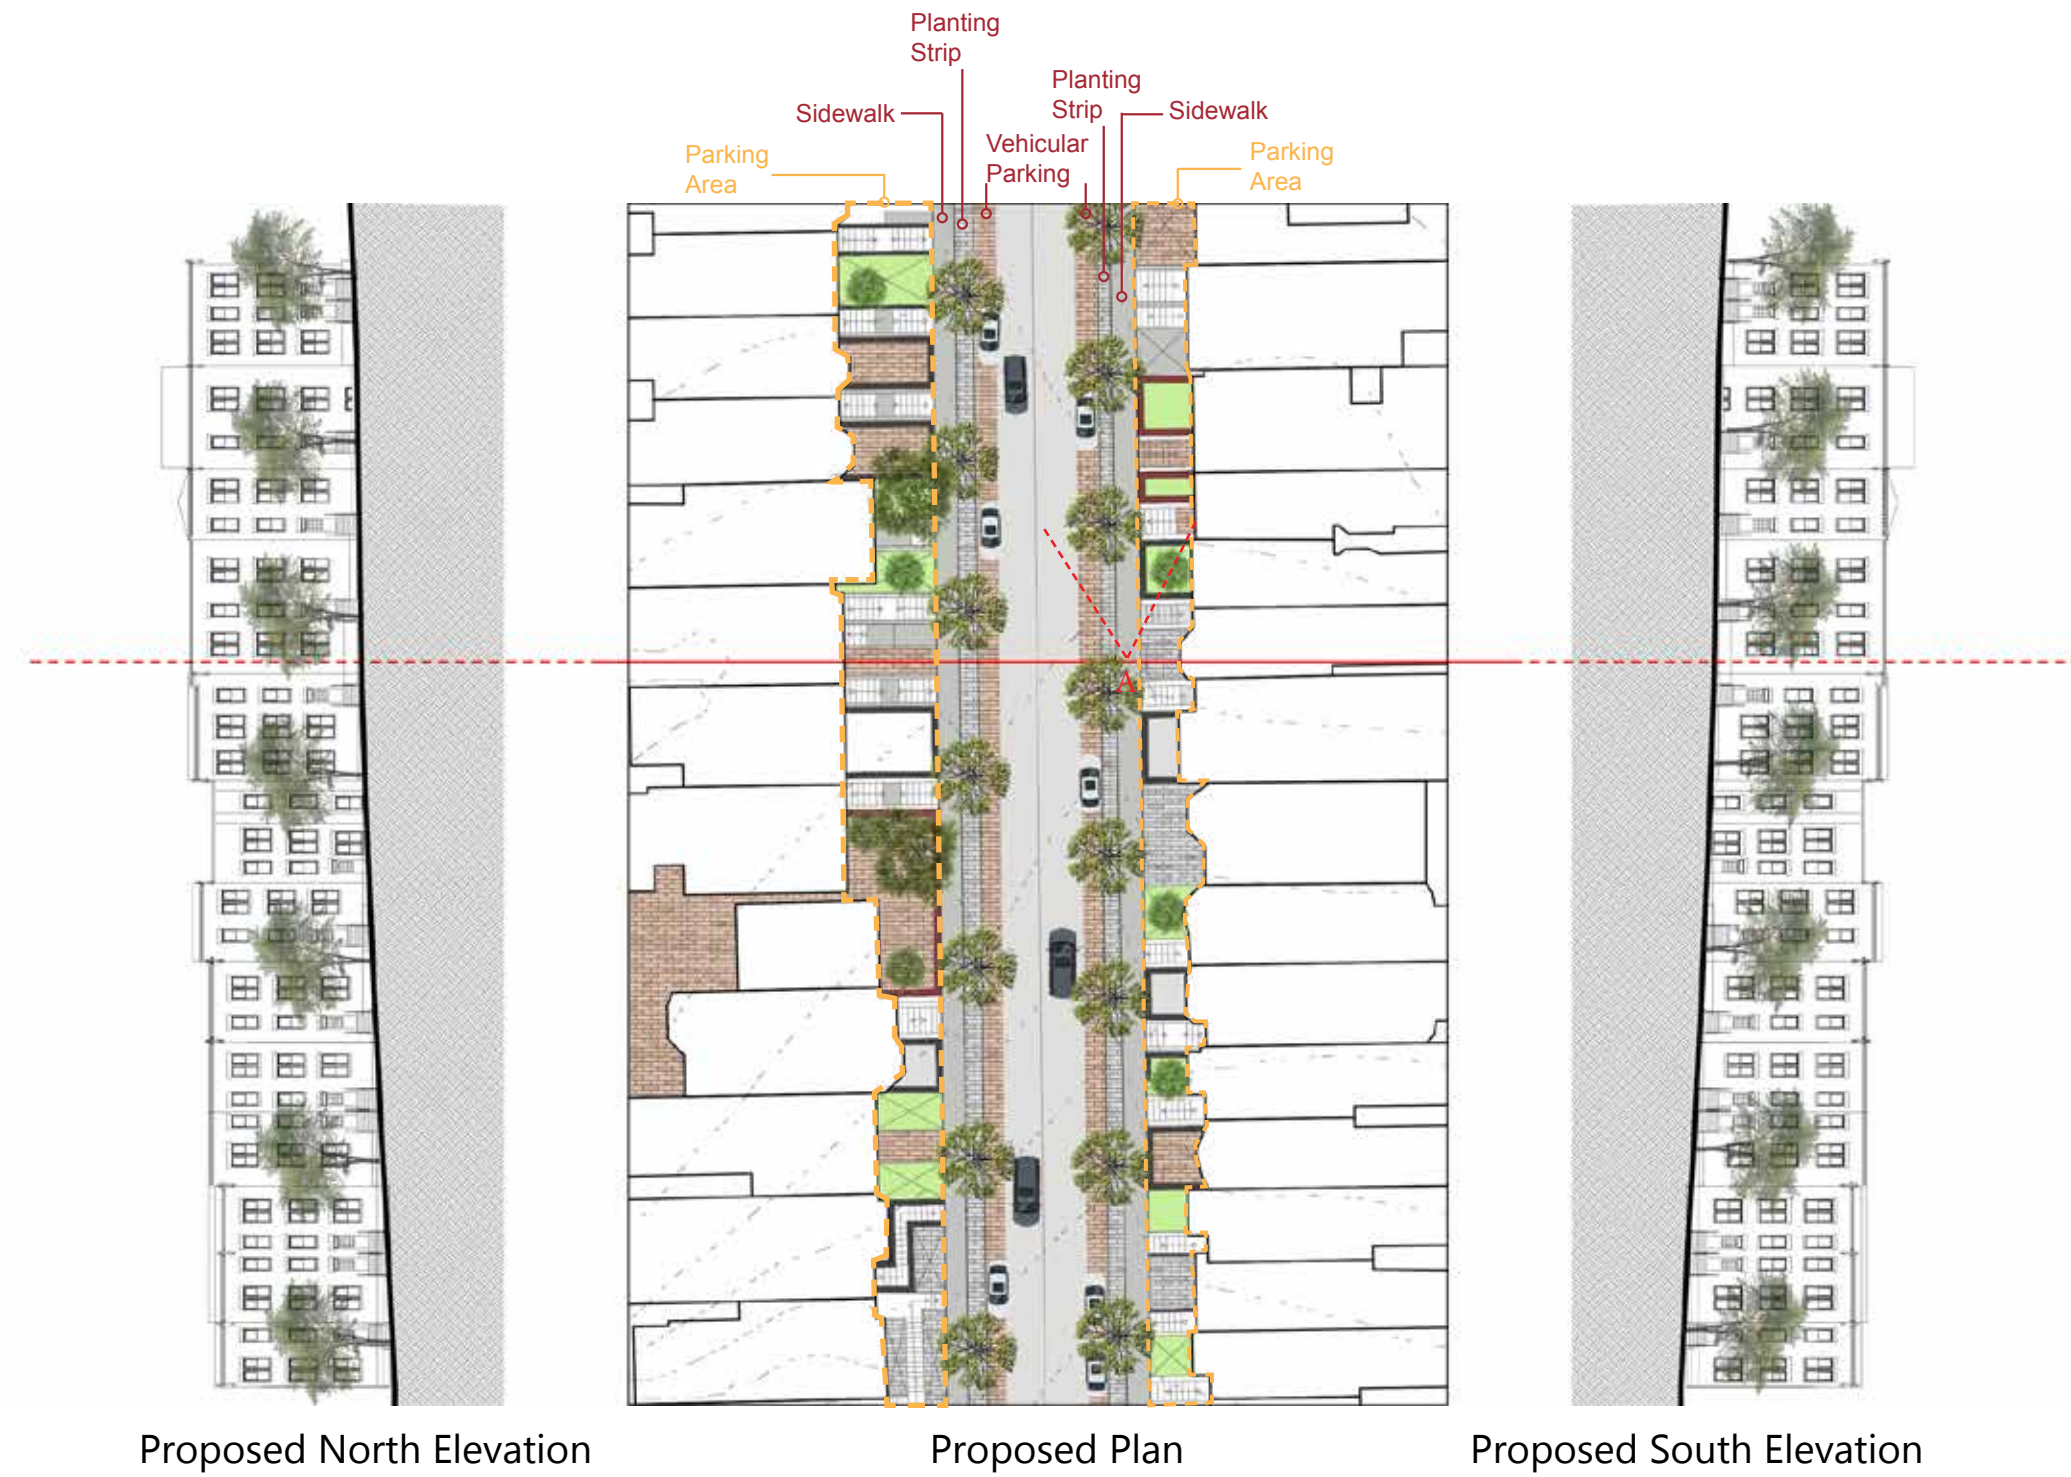 Planting
Strip
Planting
Strip
Sidewalk
Sidewalk
Vehicular
Parking
Parking
Area
Parking
Area
A
Proposed North Elevation
Proposed Plan
Proposed South Elevation